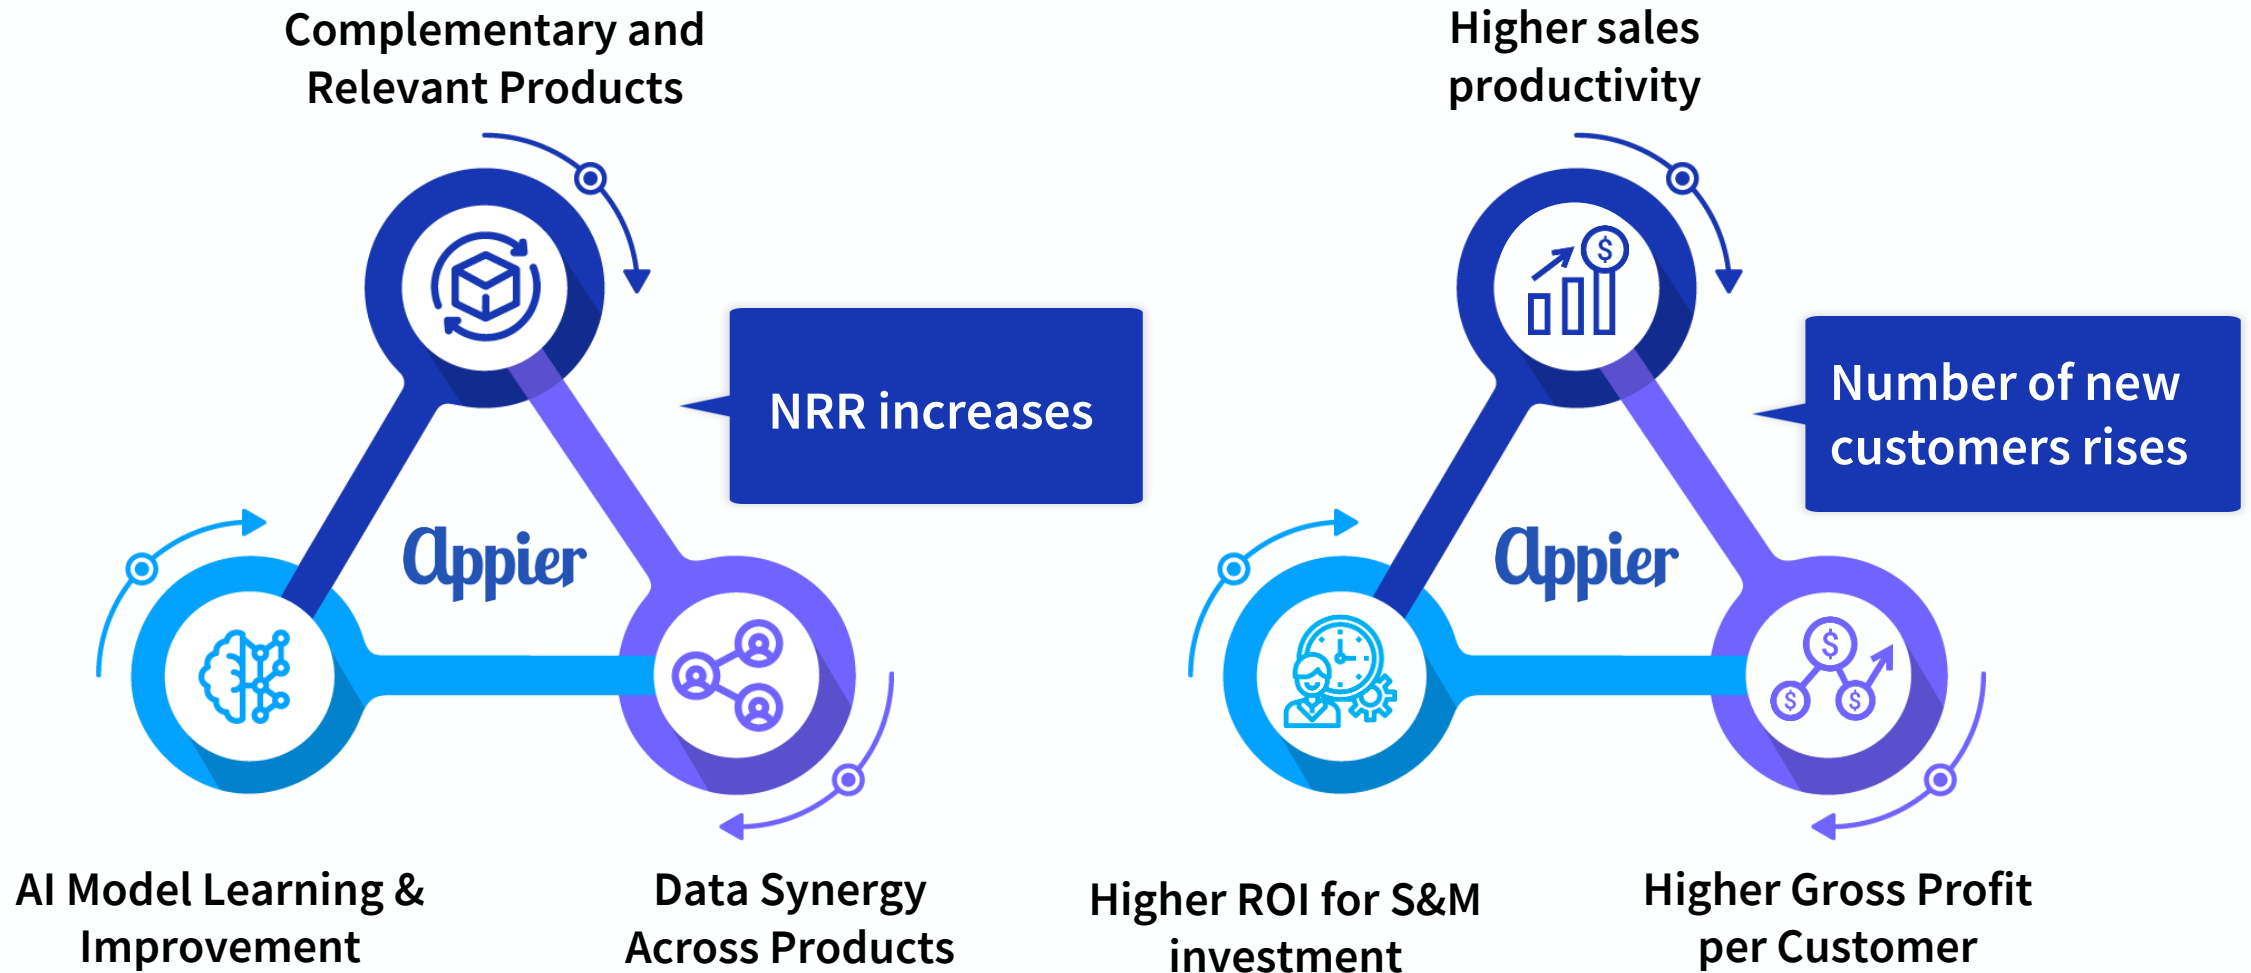 Complementary and
Relevant Products
NRR increases
appier
AI Model Learning &
Improvement
Data Synergy
Across Products
Higher sales
productivity
$
Number of new
customers rises
appier
$
$
$
Higher ROI for S&M
investment
Higher Gross Profit
per Customer